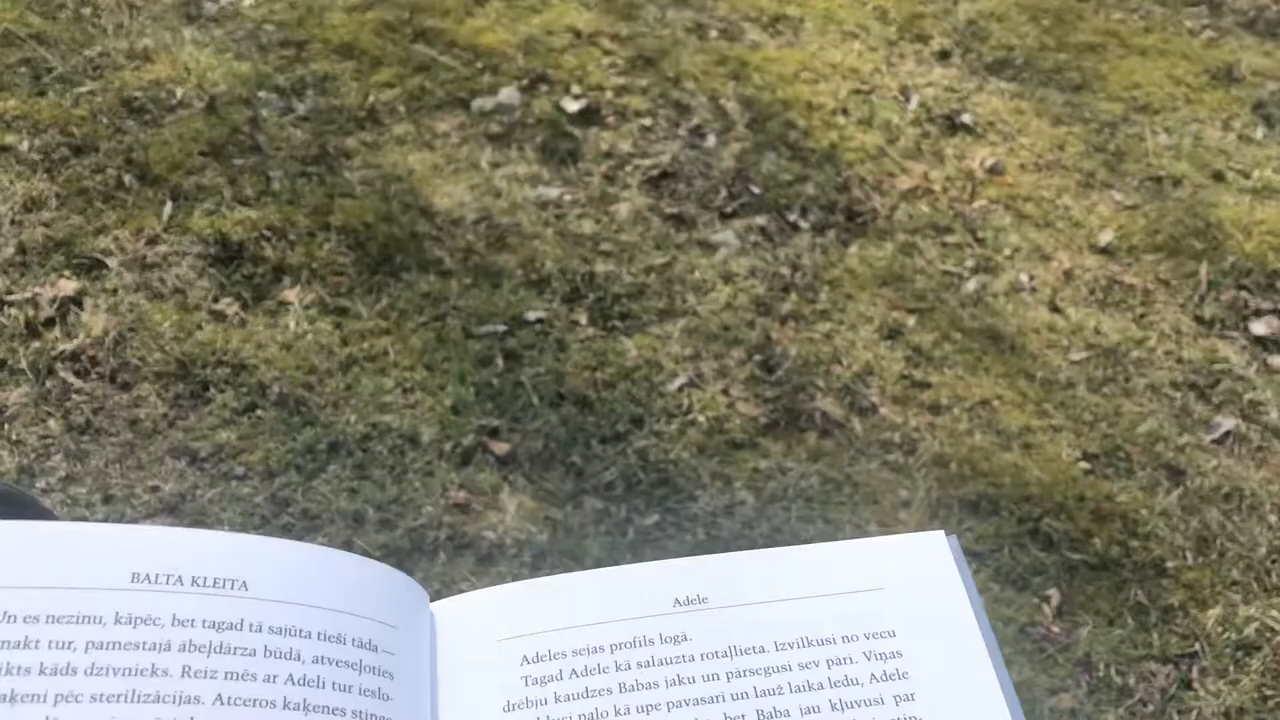 BALTA KLEITA
Un es nezinu, kāpēc, bet tagad tā sajūta tieši tāda —
nakt tur, pamestajā ābeļdārza būdā, atveseļoties
ikts kāds dzīvnieks. Reiz mēs ar Adeli tur ieslo-
aķeni pēc sterilizācijas. Atceros kaķenes
Adele
Adeles sejas profils logā.
Tagad Adele kā salauzta rotaļlieta. Izvilkusi no vecu
drēbju kaudzes Babas jaku un pārsegusi sev pāri. Viņas
palo kā upe pavasarī un lauž laika ledu, Adele
bet Baba jau kļuvusi par